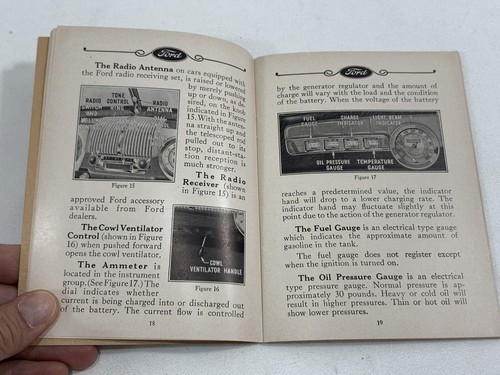 Ford
The Radio Antenna on cars equipped with
the Ford radio receiving set, is raised or lowered
by merely pushing
up or down, as de-
sired, on the knob
indicated in Figure
15. With the anten-
na straight up and
the telescoped rod
pulled out to its
stop, distant-sta-
tion reception is
much stronger.
RADIO
TONE
CONTROL
RADIO
ANTENNA
AND
VOLUME
Figure 15
The Radio
Receiver (shown
in Figure 15) is an
approved Ford accessory
available from Ford
dealers.
The Cowl Ventilator
Control (shown in Figure
16) when pushed forward
opens the cowl ventilator.
The Ammeter is
located in the instrument
group. (See Figure 17.) The
dial indicates whether
COWL
VENTILATOR HANDLE
Figure 16
current is being charged into or discharged out
of the battery. The current flow is controlled
18
Ford
by the generator regulator and the amount of
charge will vary with the load and the condition
of the battery. When the voltage of the battery
FUEL
GAUGE
CHARGE
INDICATOR
LIGHT BEAM
INDICATOR
OIL PRESSURE
GAUGE
TEMPERATURE
GAUGE
Figure 17
reaches a predetermined value, the indicator
hand will drop to a lower charging rate. The
indicator hand may fluctuate slightly at this
point due to the action of the generator regulator.
The Fuel Gauge is an electrical type gauge
which indicates the approximate amount of
gasoline in the tank.
The fuel gauge does not register except
when the ignition is turned on.
The Oil Pressure Gauge is an electrical
type pressure gauge. Normal pressure is ap-
proximately 30 pounds. Heavy or cold oil will
result in higher pressures. Thin or hot oil will
show lower pressures.
19